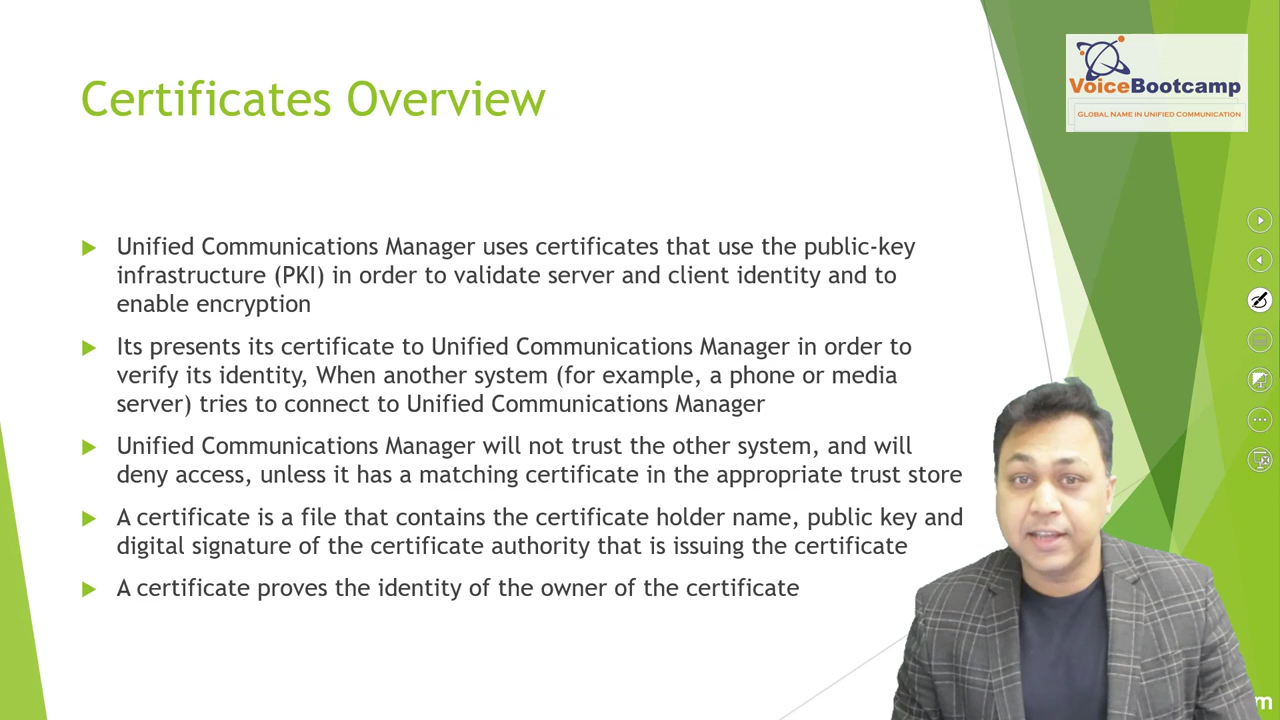 Certificates Overview
VoiceBootcamp
GLOBAL NAME IN UNIFIED COMMUNICATION
Unified Communications Manager uses certificates that use the public-key
infrastructure (PKI) in order to validate server and client identity and to
enable encryption
Its presents its certificate to Unified Communications Manager in order to
verify its identity, When another system (for example, a phone or media
server) tries to connect to Unified Communications Manager
Unified Communications Manager will not trust the other system, and will
deny access, unless it has a matching certificate in the appropriate trust store
A certificate is a file that contains the certificate holder name, public key and
digital signature of the certificate authority that is issuing the certificate
A certificate proves the identity of the owner of the certificate
m